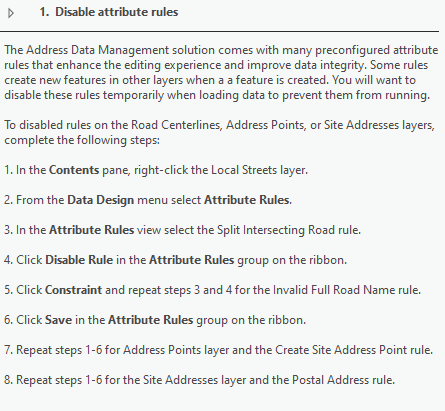 1. Disable attribute rules
The Address Data Management solution comes with many preconfigured attribute
rules that enhance the editing experience and improve data integrity. Some rules
create new features in other layers when a a feature is created. You will want to
disable these rules temporarily when loading data to prevent them from running.
To disabled rules on the Road Centerlines, Address Points, or Site Addresses layers,
complete the following steps:
1. In the Contents pane, right-click the Local Streets layer.
2. From the Data Design menu select Attribute Rules.
3. In the Attribute Rules view select the Split Intersecting Road rule.
4. Click Disable Rule in the Attribute Rules group on the ribbon.
5. Click Constraint and repeat steps 3 and 4 for the Invalid Full Road Name rule.
6. Click Save in the Attribute Rules group on the ribbon.
7. Repeat steps 1-6 for Address Points layer and the Create Site Address Point rule.
8. Repeat steps 1-6 for the Site Addresses layer and the Postal Address rule.